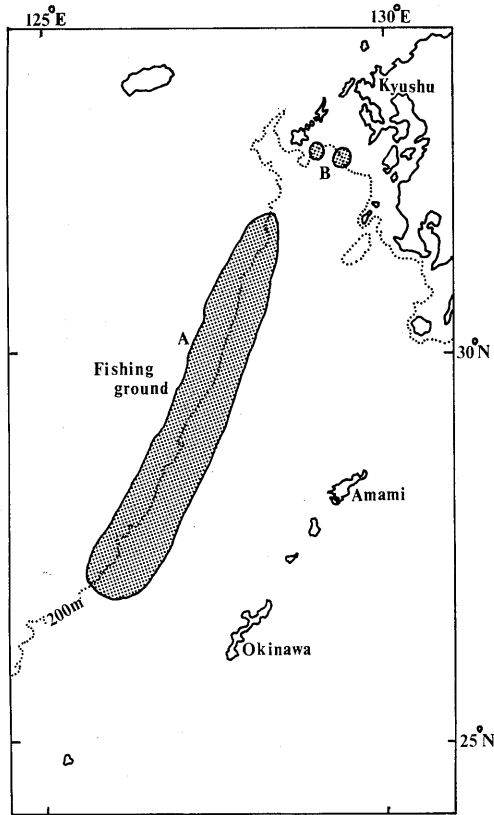 125°E
130°E
Kyushu
B
A
Fishing
ground
30°N
Amami
200m
Okinawa
25°N